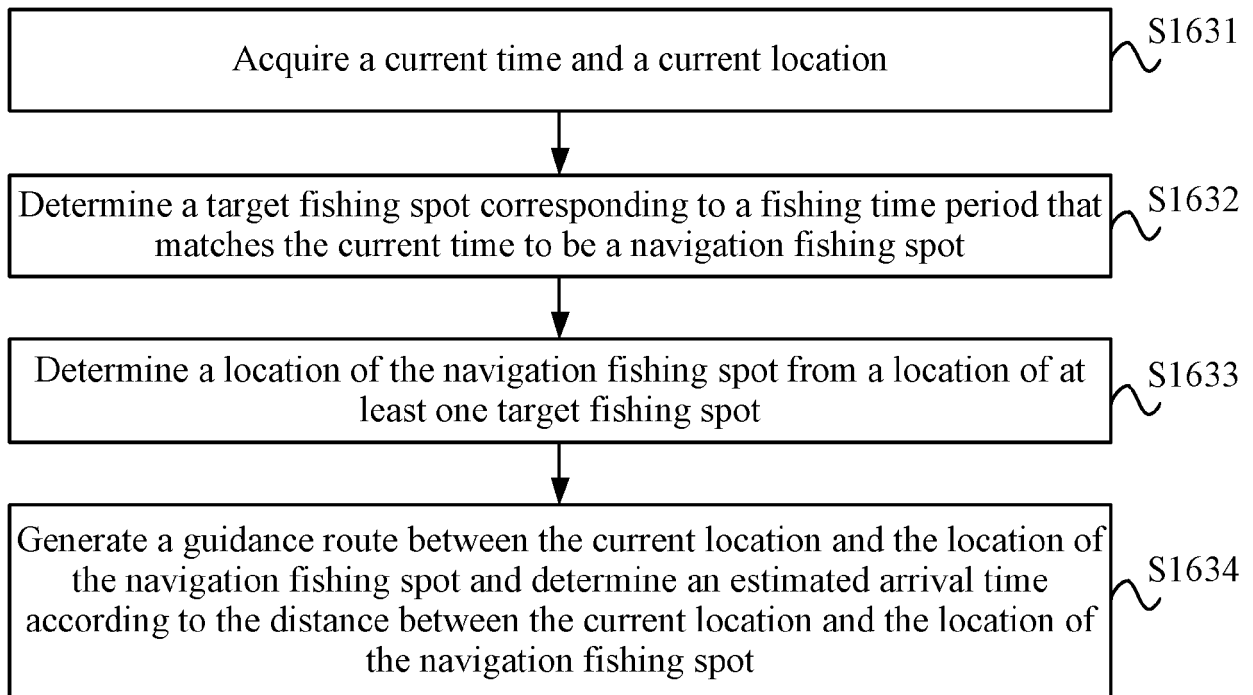 Acquire a current time and a current location
S1631
Determine a target fishing spot corresponding to a fishing time period that
matches the current time to be a navigation fishing spot
S1632
Determine a location of the navigation fishing spot from a location of at
least one target fishing spot
S1633
Generate a guidance route between the current location and the location of
the navigation fishing spot and determine an estimated arrival time
according to the distance between the current location and the location of
the navigation fishing spot
S1634